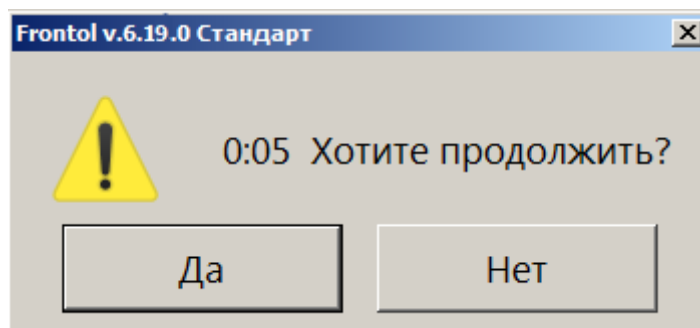 Frontol v.6.19.0 Стандарт
0:05 Хотите продолжить?
Да
Нет